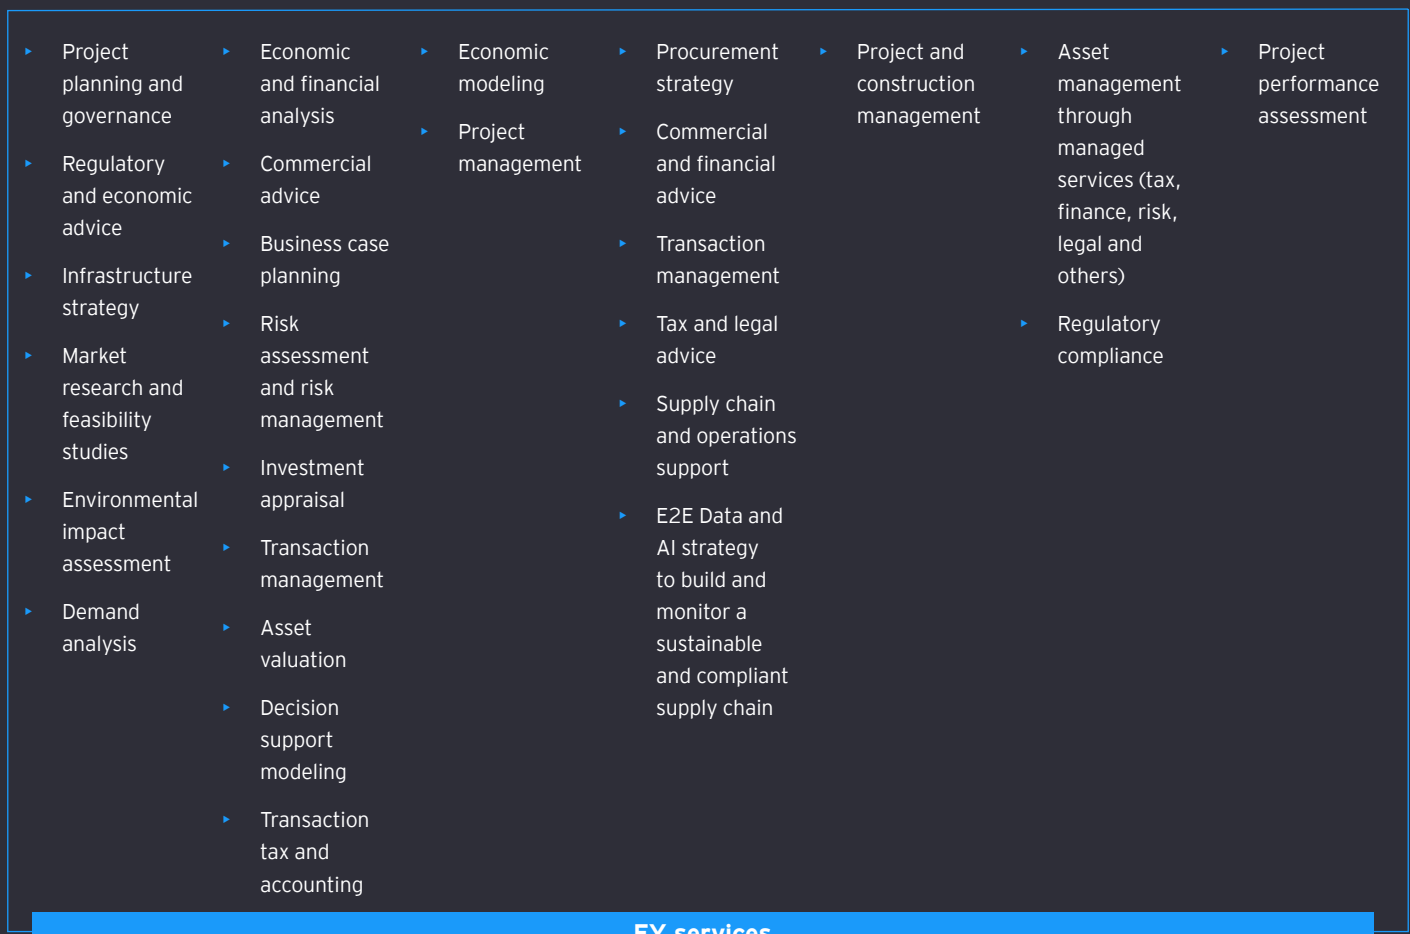 Project
planning and
governance
Regulatory
and economic
advice
Infrastructure
strategy
Market
research and
feasibility
studies
Environmental
impact
assessment
Demand
analysis
Economic
and financial
analysis
Commercial
advice
Business case
planning
Risk
assessment
and risk
management
Investment
appraisal
Transaction
management
Asset
valuation
Decision
support
modeling
Transaction
tax and
accounting
Economic
modeling
Project
management
Procurement
strategy
Commercial
and financial
advice
Transaction
management
Tax and legal
advice
Supply chain
and operations
support
E2E Data and
AI strategy
to build and
monitor a
sustainable
and compliant
supply chain
Project and
construction
management
Asset
management
through
managed
services (tax,
finance, risk,
legal and
others)
Regulatory
compliance
Project
performance
assessment
EY services